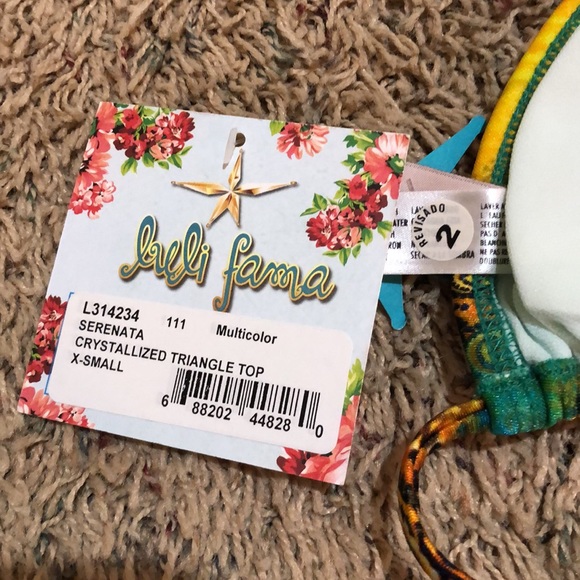 luli fama
L314234 111 Multicolor
SERENATA
CRYSTALLIZED TRIANGLE TOP
X-SMALL
6 88202 44828 0
REVISADO
2